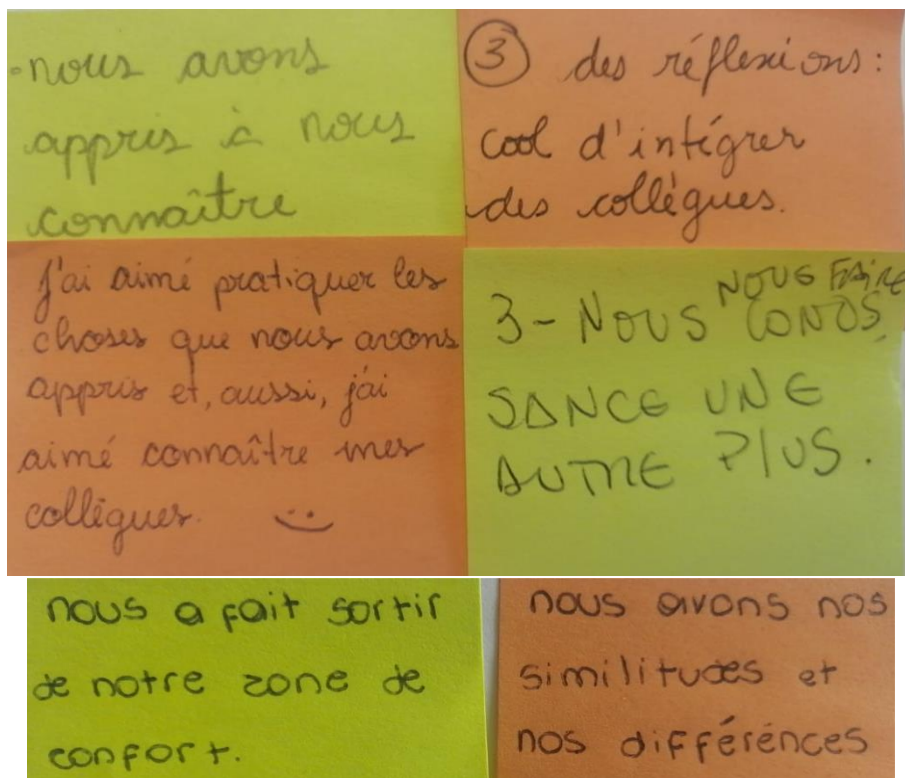 - nous avons
appris à nous
connaître
③ des réflexions:
cool d'intégrer
des collègues.
J'ai aimé pratiquer les
choses que nous avons
appris et, aussi, j'ai
aimé connaître mes
collègues. :)
3- NOUS NOUS FAIRE
CONOS
SANCE UNE
AUTRE PLUS.
nous a fait sortir
de notre zone de
confort.
nous avons nos
similitudes et
nos différénces